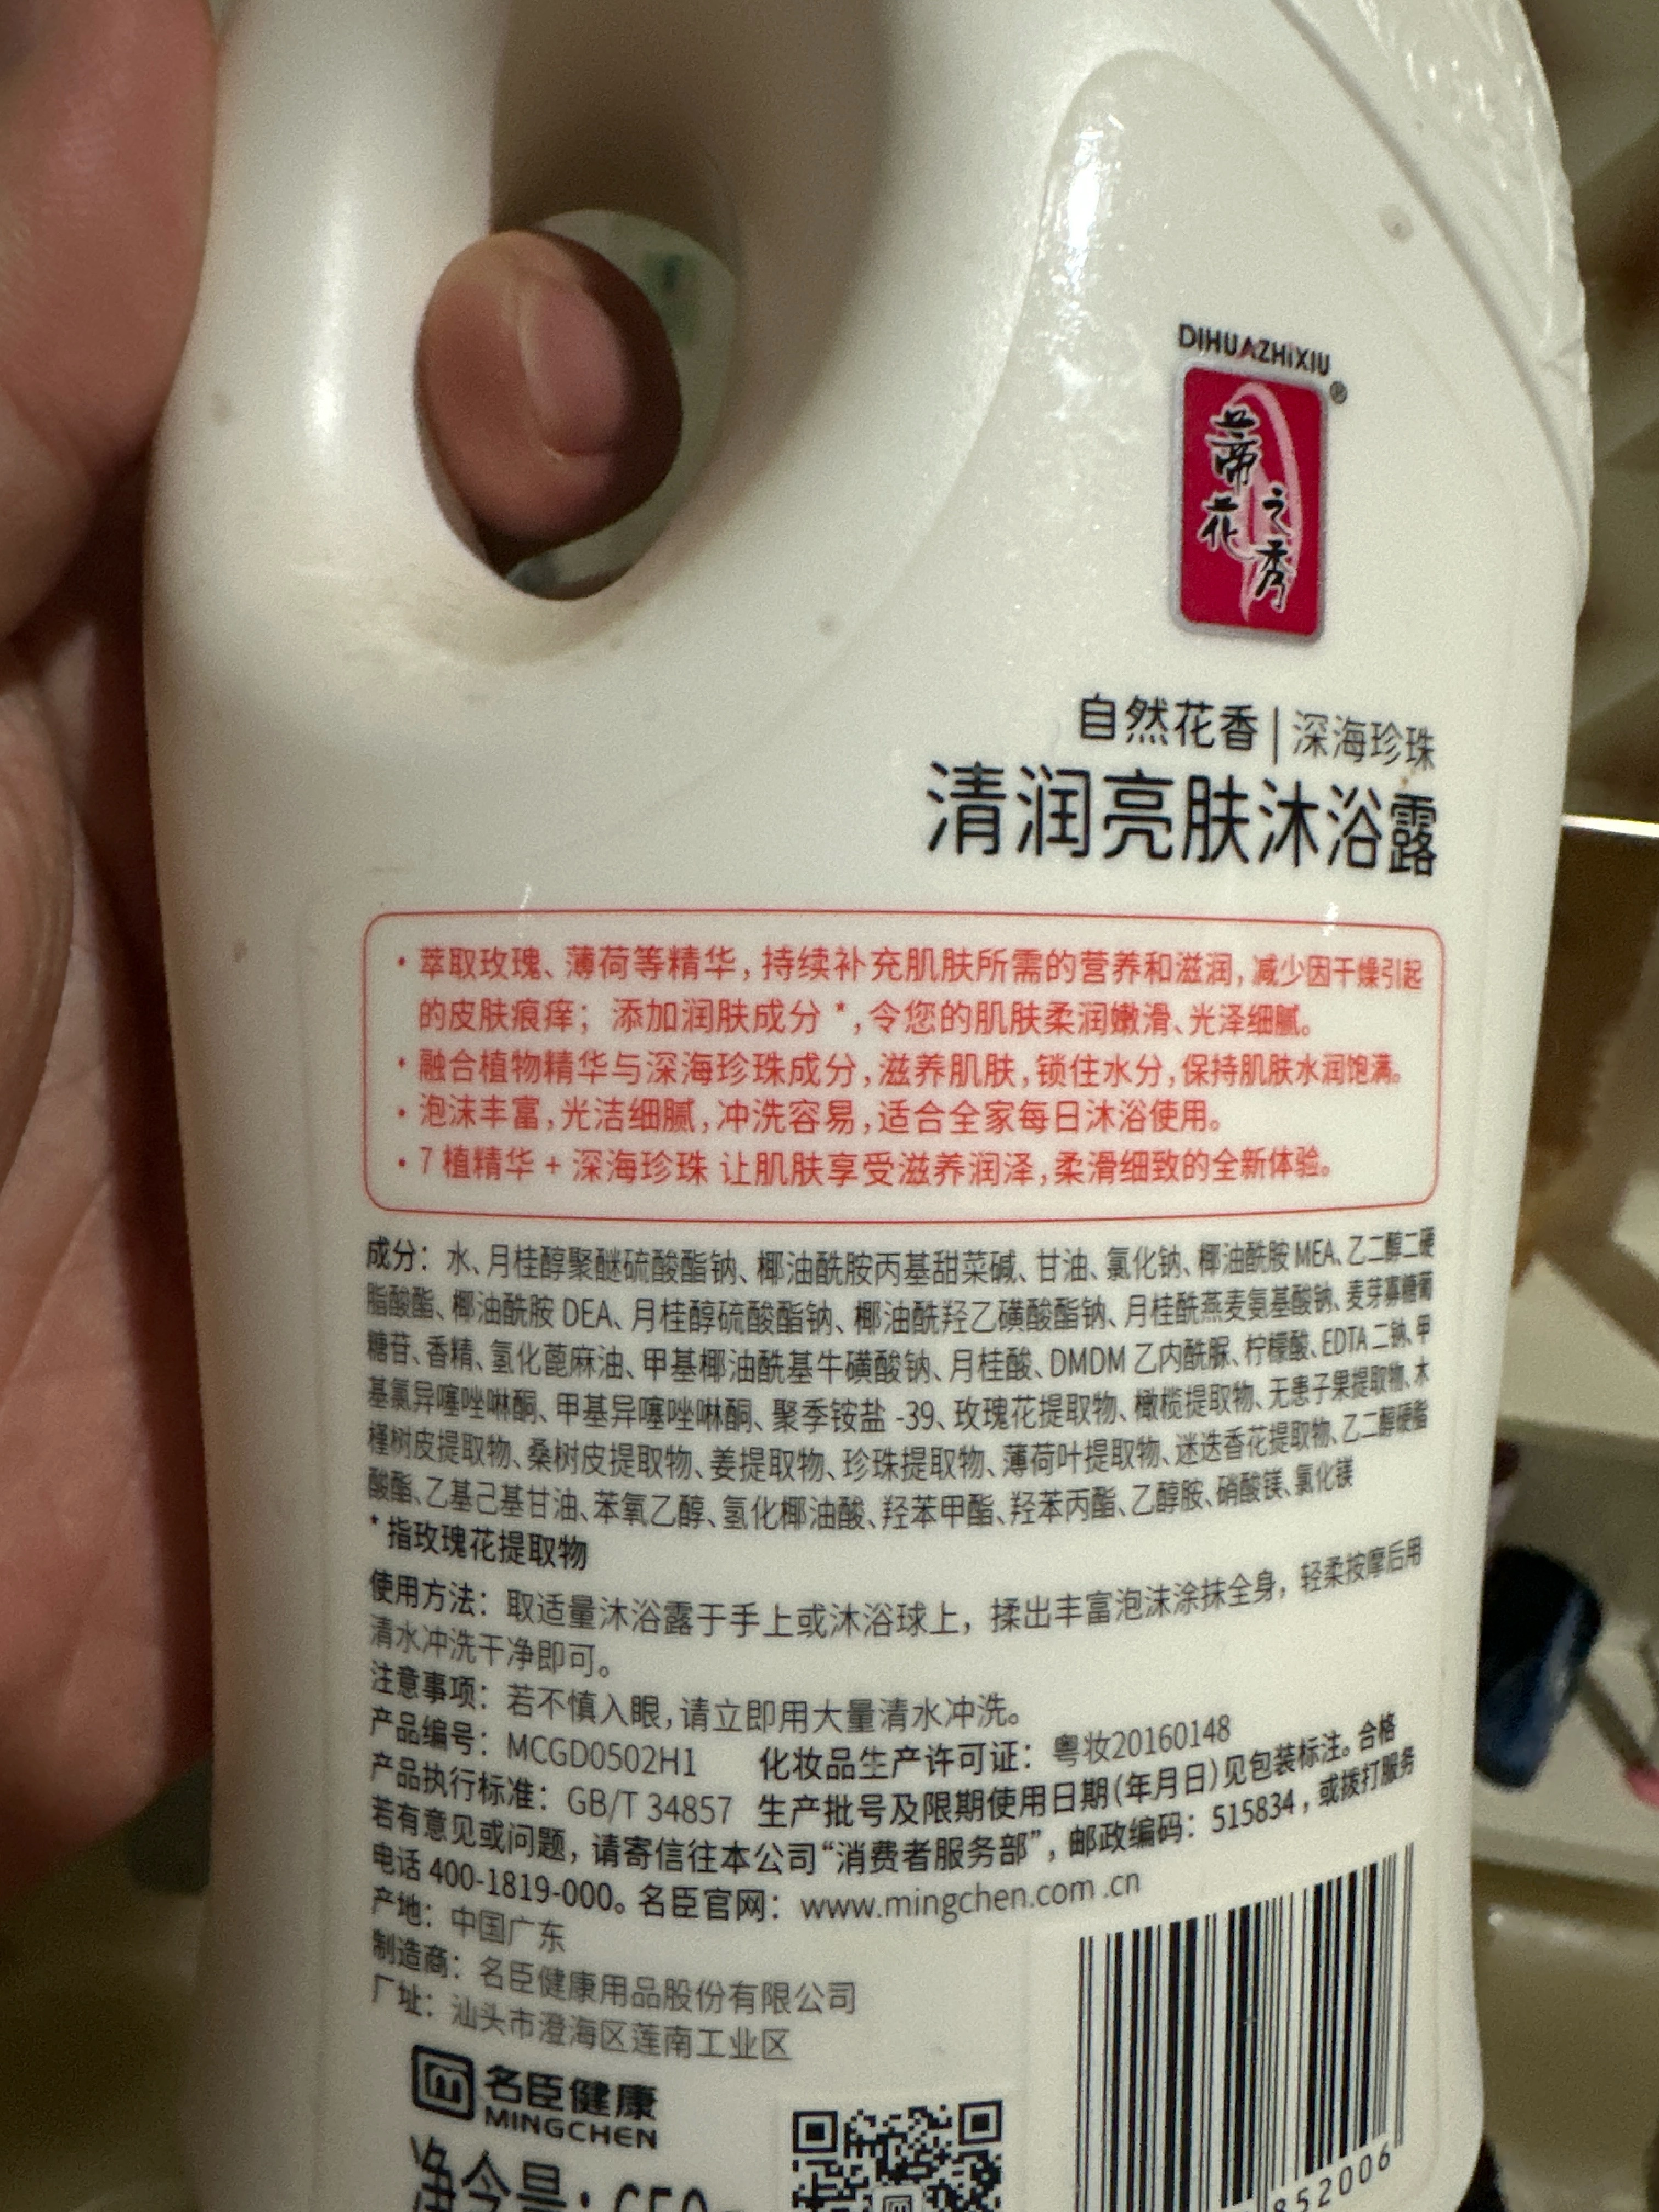 DIHUAZHIXIU
®
蒂花之秀
自然花香|深海珍珠
清润亮肤沐浴露
·萃取玫瑰、薄荷等精华,持续补充肌肤所需的营养和滋润,减少因干燥引起
的皮肤痕痒；添加润肤成分*,令您的肌肤柔润嫩滑、光泽细腻。
·融合植物精华与深海珍珠成分,滋养肌肤,锁住水分,保持肌肤水润饱满。
·泡沫丰富,光洁细腻,冲洗容易,适合全家每日沐浴使用。
·7植精华+深海珍珠 让肌肤享受滋养润泽,柔滑细致的全新体验。
成分：水、月桂醇聚醚硫酸酯钠、椰油酰胺丙基甜菜碱、甘油、氯化钠、椰油酰胺 MEA、乙二醇二硬
脂酸酯、椰油酰胺 DEA、月桂醇硫酸酯钠、椰油酰羟乙磺酸酯钠、月桂酰燕麦氨基酸钠、麦芽寡糖葡
糖苷、香精、氢化蓖麻油、甲基椰油酰基牛磺酸钠、月桂酸、DMDM 乙内酰脲、柠檬酸、EDTA 二钠、甲
基氯异噻唑啉酮、甲基异噻唑啉酮、聚季铵盐 -39、玫瑰花提取物、橄榄提取物、无患子果提取物、木
槿树皮提取物、桑树皮提取物、姜提取物、珍珠提取物、薄荷叶提取物、迷迭香花提取物、乙二醇硬脂
酸酯、乙基己基甘油、苯氧乙醇、氢化椰油酸、羟苯甲酯、羟苯丙酯、乙醇胺、硝酸镁、氯化镁
*指玫瑰花提取物
使用方法：取适量沐浴露于手上或沐浴球上，揉出丰富泡沫涂抹全身，轻柔按摩后用
清水冲洗干净即可。
注意事项：若不慎入眼,请立即用大量清水冲洗。
产品编号：MCGD0502H1 化妆品生产许可证：粤妆20160148
产品执行标准：GB/T 34857 生产批号及限期使用日期(年月日)见包装标注。合格
若有意见或问题，请寄信往本公司“消费者服务部”，邮政编码：515834，或拨打服务
电话 400-1819-000。名臣官网：www.mingchen.com.cn
产地：中国广东
制造商：名臣健康用品股份有限公司
厂址：汕头市澄海区莲南工业区
名臣健康
MINGCHEN
净含量：650
852006